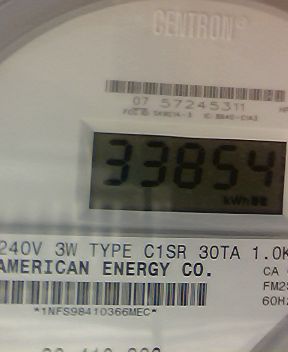 CENTRON®
07 57245311
33854
kWh
240V 3W TYPE C1SR 30TA 1.0K
AMERICAN ENERGY CO.
CA
FM2S
60Hz
*1NFS98410366MEC*